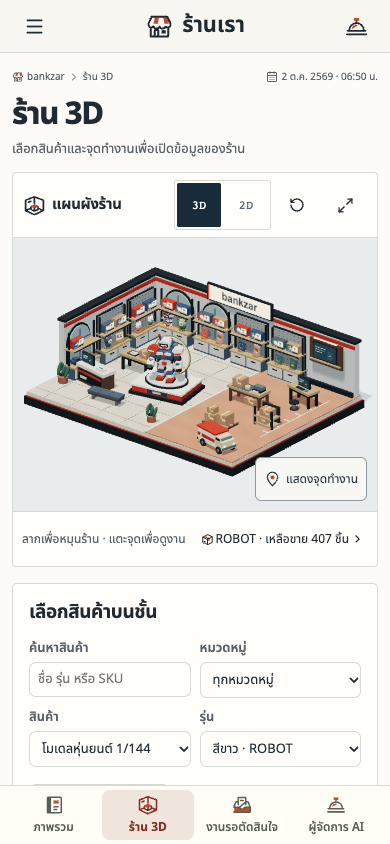 ร้านเรา
bankzar > ร้าน 3D
2 ต.ค. 2569 · 06:50 น.
ร้าน 3D
เลือกสินค้าและจุดทำงานเพื่อเปิดข้อมูลของร้าน
แผนผังร้าน
3D
2D
bankzar
แสดงจุดทำงาน
ลากเพื่อหมุนร้าน · แตะจุดเพื่อดูงาน
ROBOT · เหลือขาย 407 ชิ้น
เลือกสินค้าบนชั้น
ค้นหาสินค้า
หมวดหมู่
ชื่อ รุ่น หรือ SKU
ทุกหมวดหมู่
สินค้า
รุ่น
โมเดลหุ่นยนต์ 1/144
สีขาว · ROBOT
ภาพรวม
ร้าน 3D
งานรอตัดสินใจ
ผู้จัดการ AI